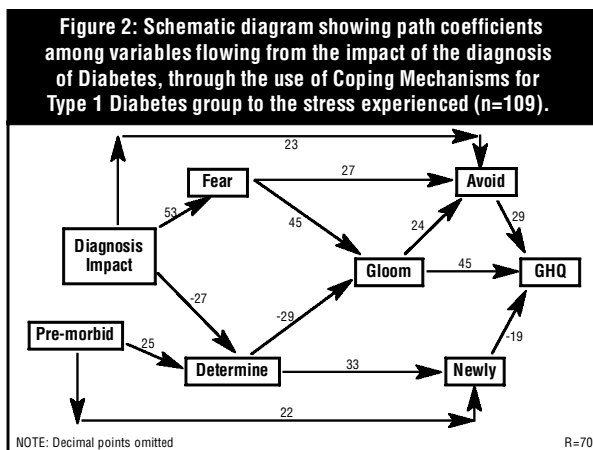 Figure 2: Schematic diagram showing path coefficients
among variables flowing from the impact of the diagnosis
of Diabetes, through the use of Coping Mechanisms for
Type 1 Diabetes group to the stress experienced (n=109).
23
Fear
27
Avoid
53
45
24
29
Diagnosis
Impact
Gloom
45
GHQ
-27
-29
-19
Pre-morbid
25
Determine
33
Newly
22
NOTE: Decimal points omitted
R=70